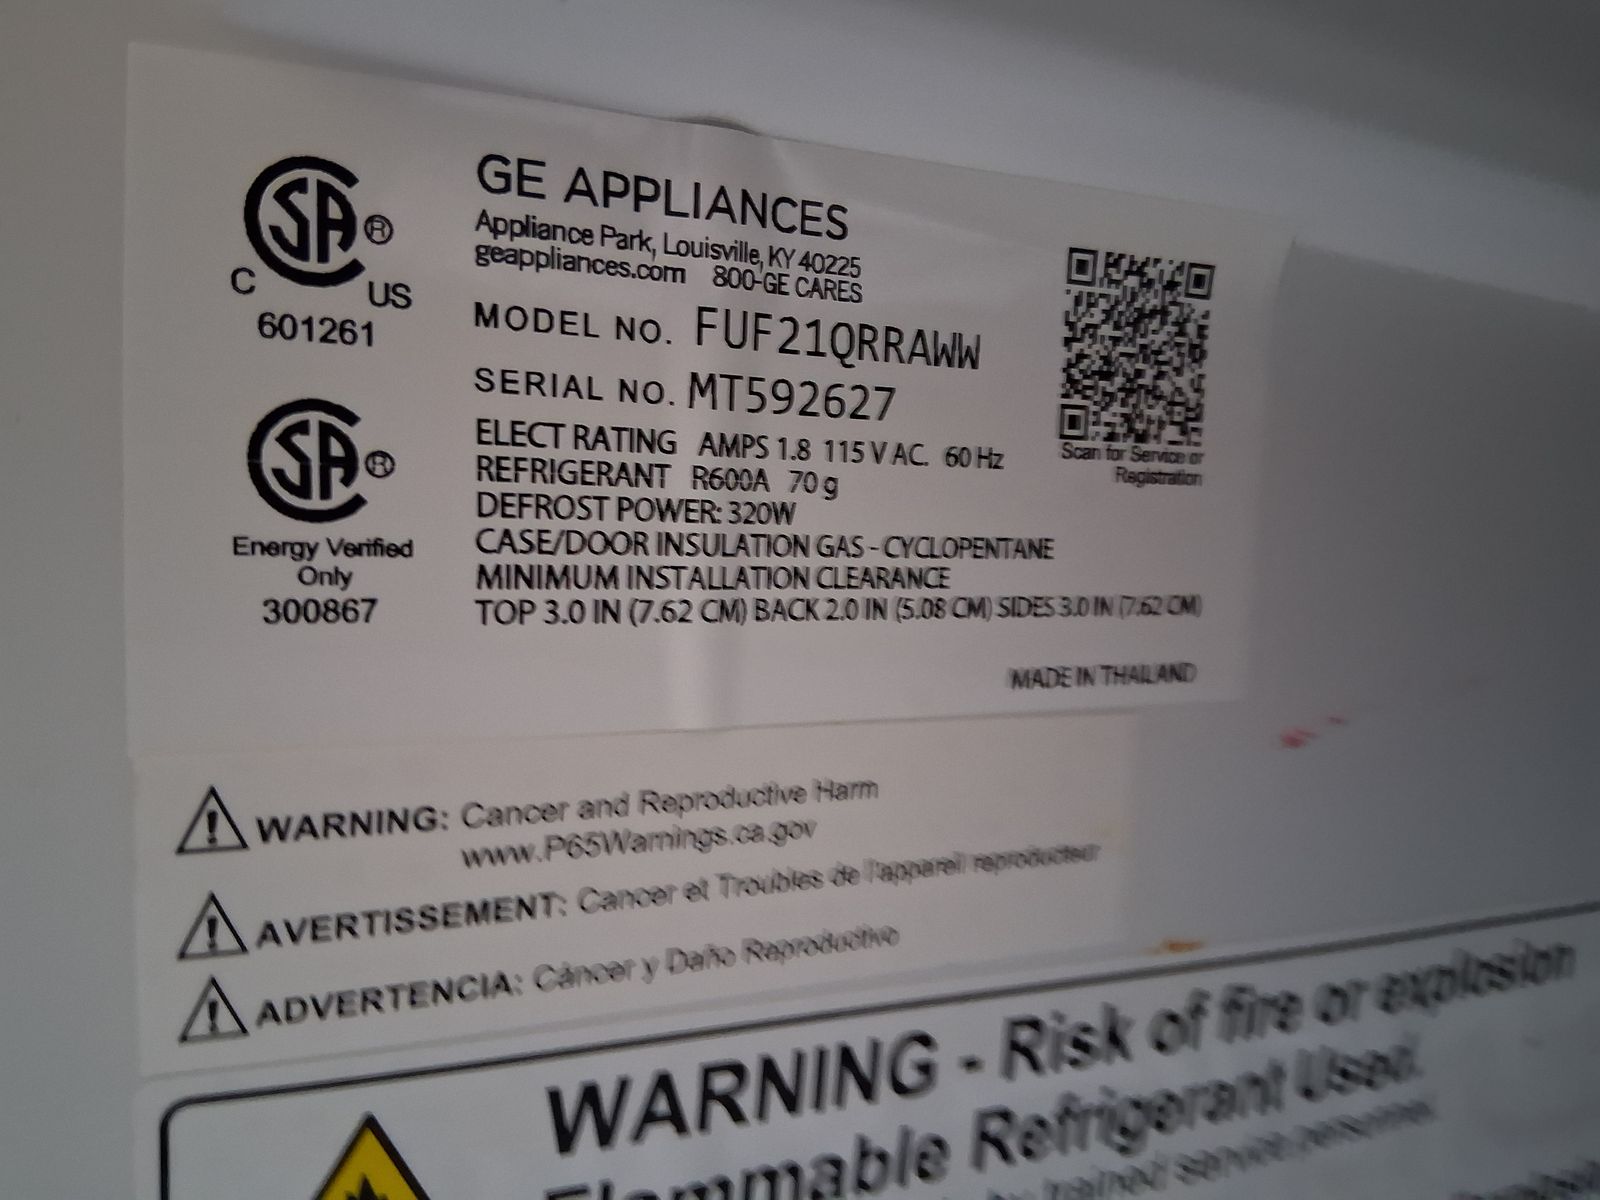 SA®
C US
601261
GE APPLIANCES
Appliance Park, Louisville, KY 40225
geappliances.com 800-GE CARES
MODEL NO. FUF21QRRAWW
SERIAL NO. MT592627
Scan for Service or
Registration
SA®
Energy Verified
Only
300867
ELECT RATING AMPS 1.8 115 V AC. 60 Hz
REFRIGERANT R600A 70 g
DEFROST POWER: 320W
CASE/DOOR INSULATION GAS - CYCLOPENTANE
MINIMUM INSTALLATION CLEARANCE
TOP 3.0 IN (7.62 CM) BACK 2.0 IN (5.08 CM) SIDES 3.0 IN (7.62 CM)
MADE IN THAILAND
WARNING: Cancer and Reproductive Harm
www.P65Warnings.ca.gov
AVERTISSEMENT: Cancer et Troubles de l'appareil reproducteur
ADVERTENCIA: Cáncer y Daño Reproductivo
WARNING - Risk of fire or explosion
Flammable Refrigerant Used.
trained service personnel